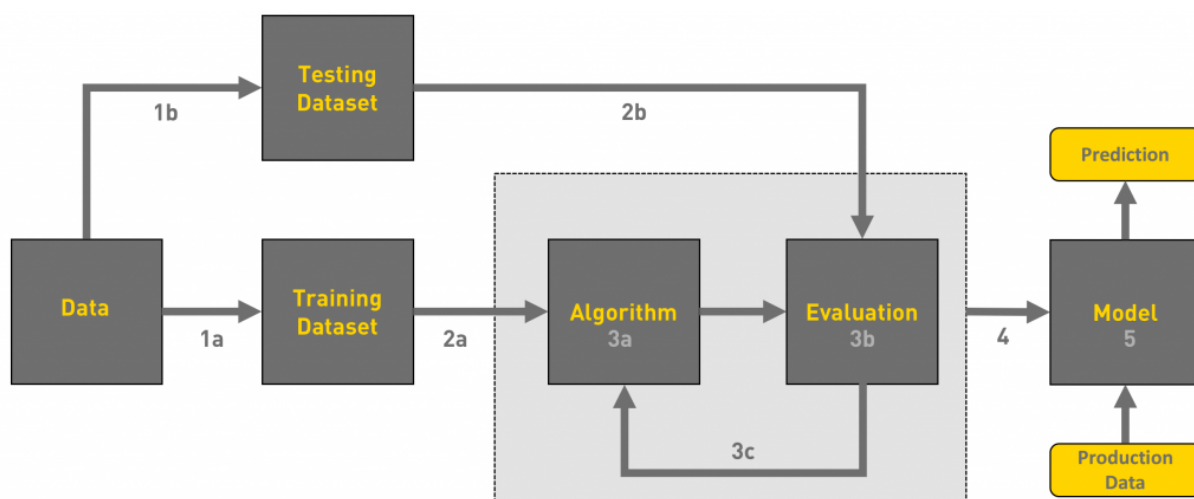 Testing
Dataset
1b
2b
Prediction
Data
1a
Training
Dataset
2a
Algorithm
3a
Evaluation
3b
4
Model
5
3c
Production
Data